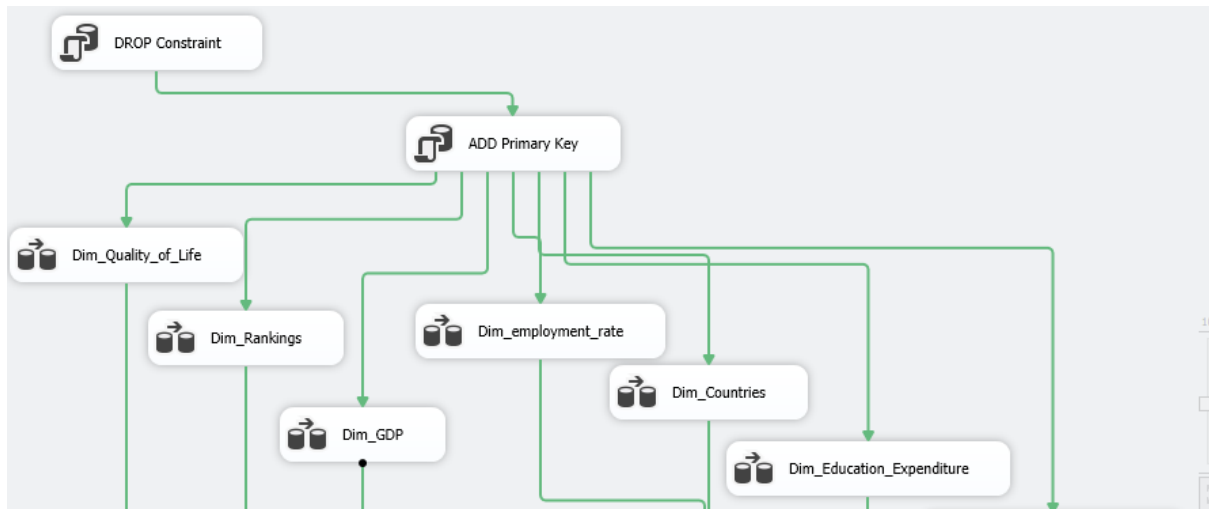 DROP Constraint
ADD Primary Key
Dim_Quality_of_Life
Dim_Rankings
Dim_employment_rate
Dim_Countries
Dim_GDP
Dim_Education_Expenditure